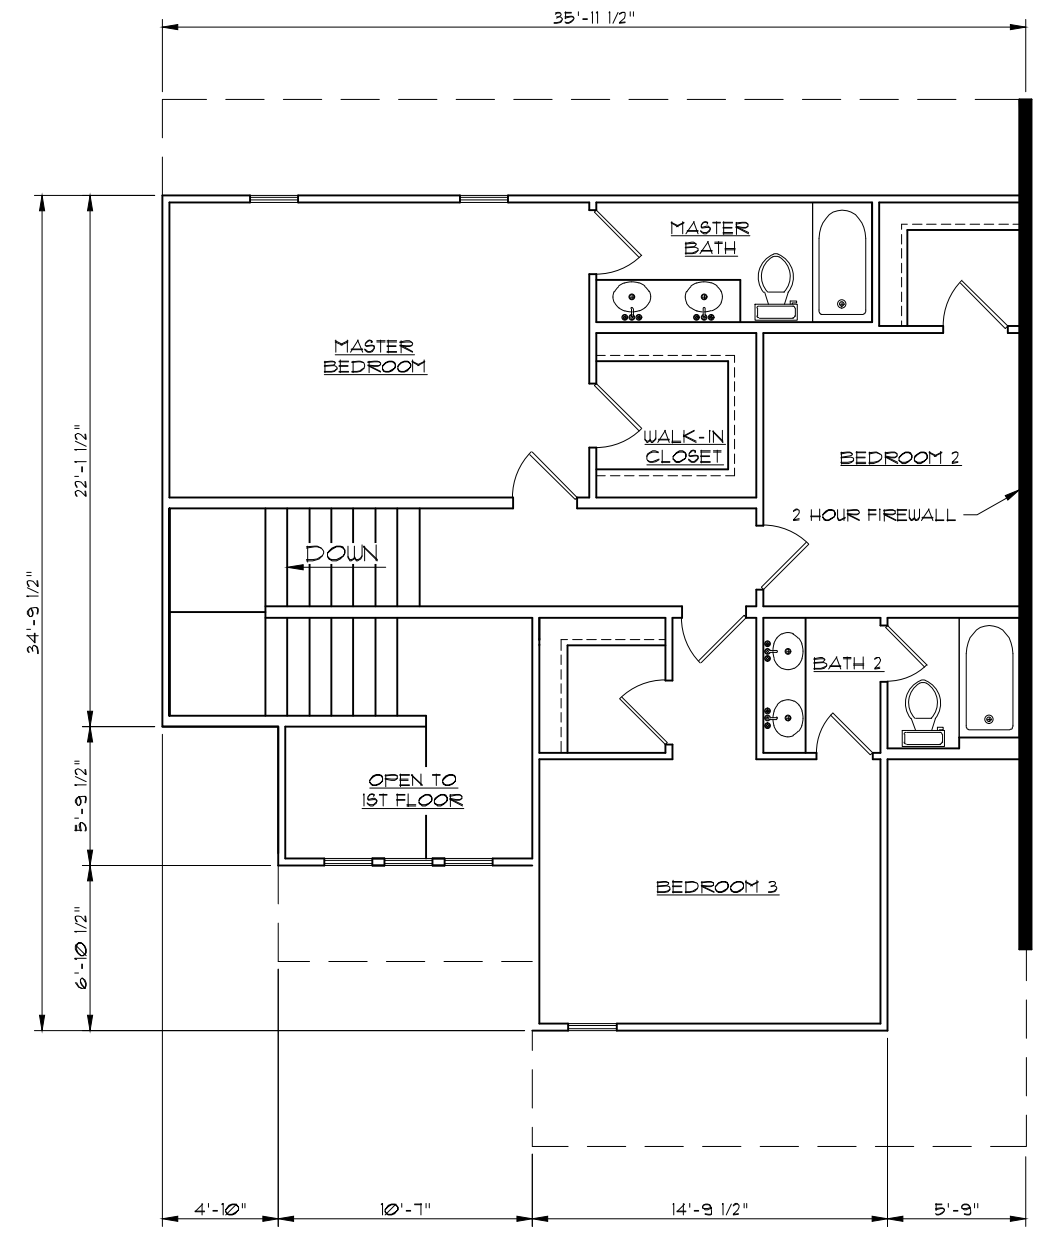 35'-11 1/2"
MASTER
BATH
MASTER
BEDROOM
WALK-IN
CLOSET
BEDROOM 2
2 HOUR FIREWALL
22'-1 1/2"
34'-9 1/2"
DOWN
BATH 2
5'-9 1/2"
OPEN TO
1ST FLOOR
BEDROOM 3
6'-10 1/2"
4'-10"
10'-7"
14'-9 1/2"
5'-9"